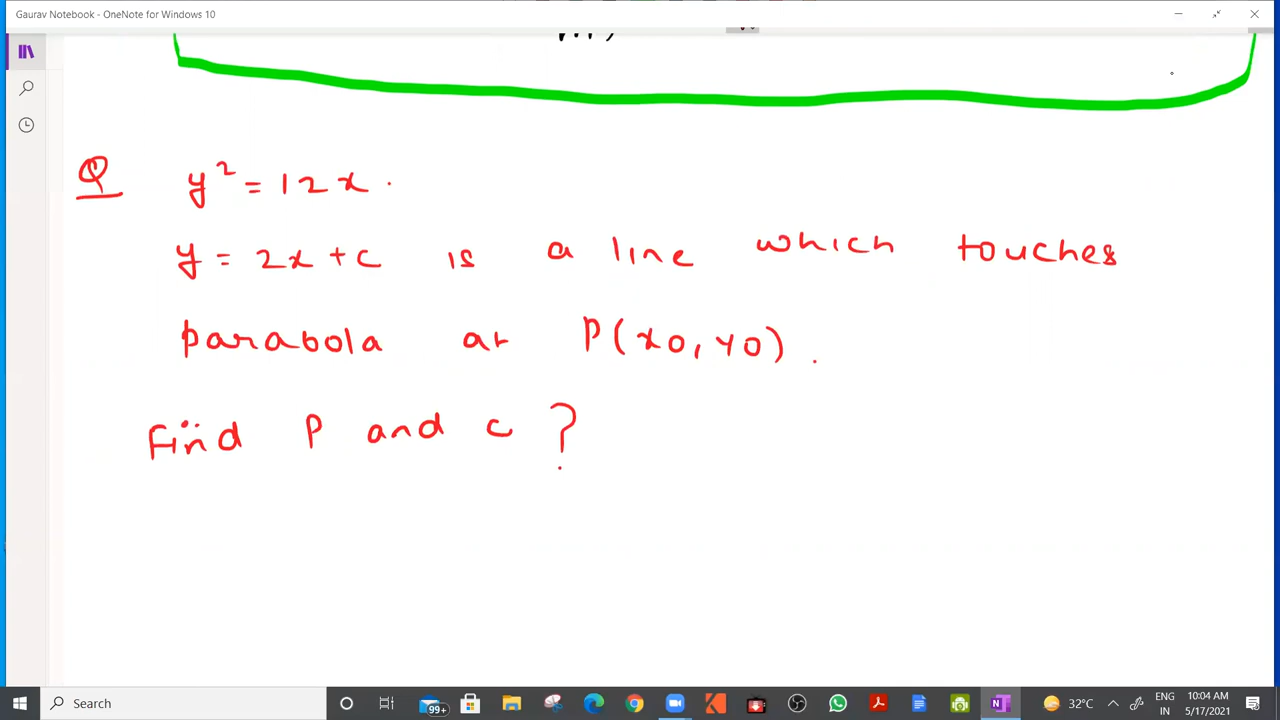 Gaurav Notebook - OneNote for Windows 10
Q y² = 12x.
y = 2x + c is a line which touches
parabola at P(x0, y0).
Find P and c ?
Search
99+
32°C
ENG
IN
10:04 AM
5/17/2021